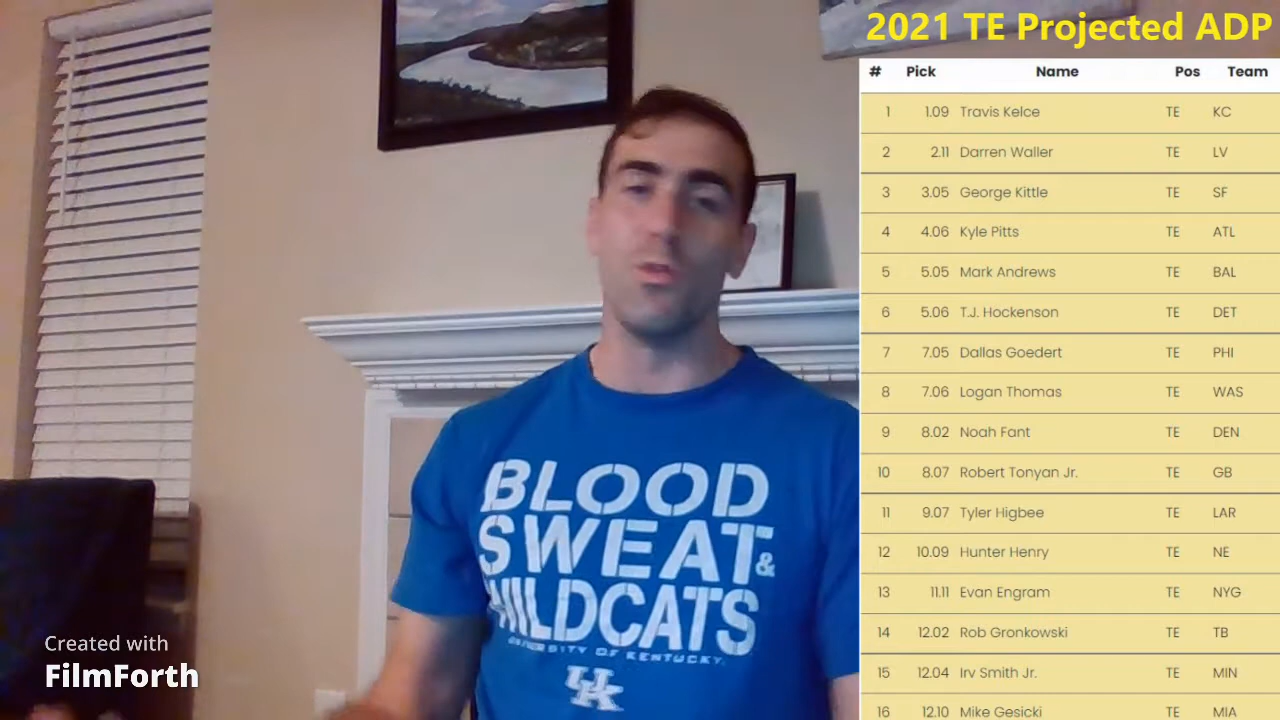 2021 TE Projected ADP
# Pick Name Pos Team
1 1.09 Travis Kelce TE KC
2 2.11 Darren Waller TE LV
3 3.05 George Kittle TE SF
4 4.06 Kyle Pitts TE ATL
5 5.05 Mark Andrews TE BAL
6 5.06 T.J. Hockenson TE DET
7 7.05 Dallas Goedert TE PHI
8 7.06 Logan Thomas TE WAS
9 8.02 Noah Fant TE DEN
10 8.07 Robert Tonyan Jr. TE GB
11 9.07 Tyler Higbee TE LAR
12 10.09 Hunter Henry TE NE
13 11.11 Evan Engram TE NYG
14 12.02 Rob Gronkowski TE TB
15 12.04 Irv Smith Jr. TE MIN
16 12.10 Mike Gesicki TE MIA
BLOOD
SWEAT &
WILDCATS
UNIVERSITY OF KENTUCKY
UK
Created with
FilmForth